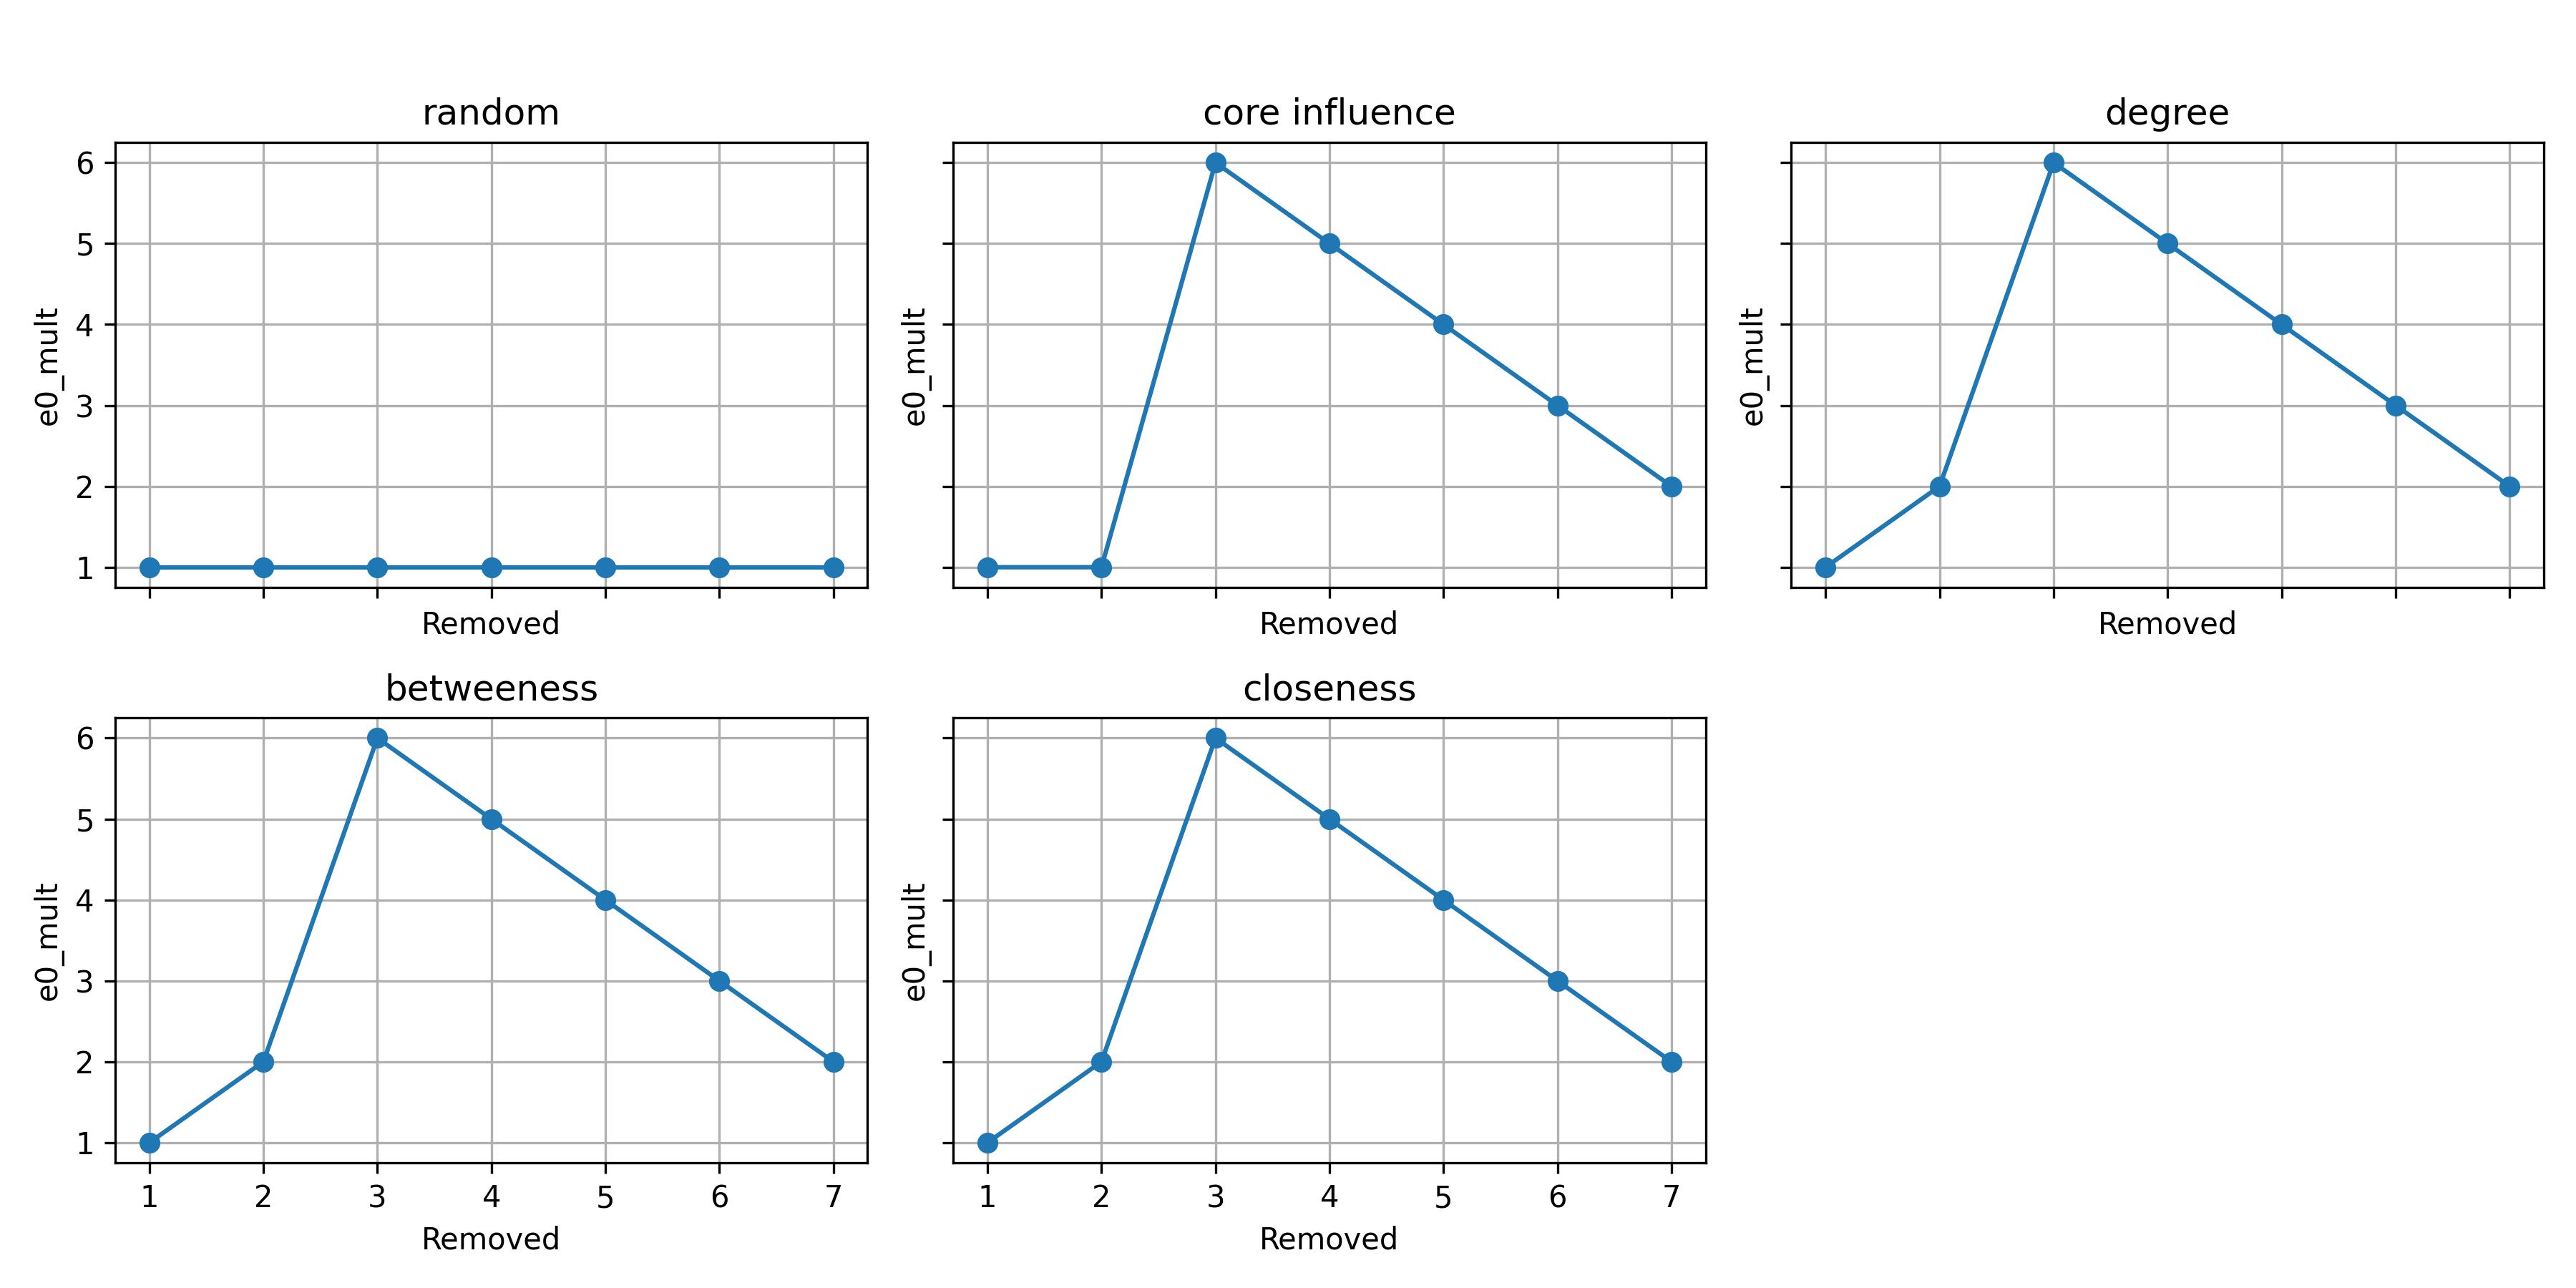 random
core influence
degree
6
5
4
3
2
1
e0_mult
e0_mult
e0_mult
Removed
Removed
Removed
betweeness
closeness
6
5
4
3
2
1
e0_mult
e0_mult
1 2 3 4 5 6 7
1 2 3 4 5 6 7
Removed
Removed